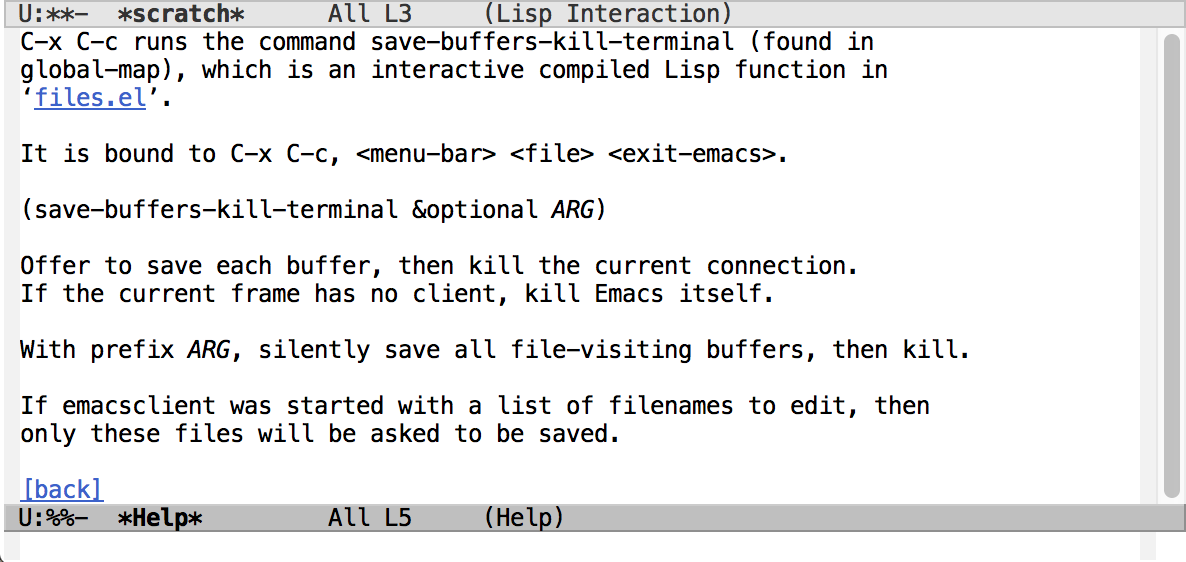 U:**-  *scratch*      All L3     (Lisp Interaction)
C-x C-c runs the command save-buffers-kill-terminal (found in
global-map), which is an interactive compiled Lisp function in
‘files.el’.
It is bound to C-x C-c, <menu-bar> <file> <exit-emacs>.
(save-buffers-kill-terminal &optional ARG)
Offer to save each buffer, then kill the current connection.
If the current frame has no client, kill Emacs itself.
With prefix ARG, silently save all file-visiting buffers, then kill.
If emacsclient was started with a list of filenames to edit, then
only these files will be asked to be saved.
[back]
U:%%-  *Help*         All L5     (Help)